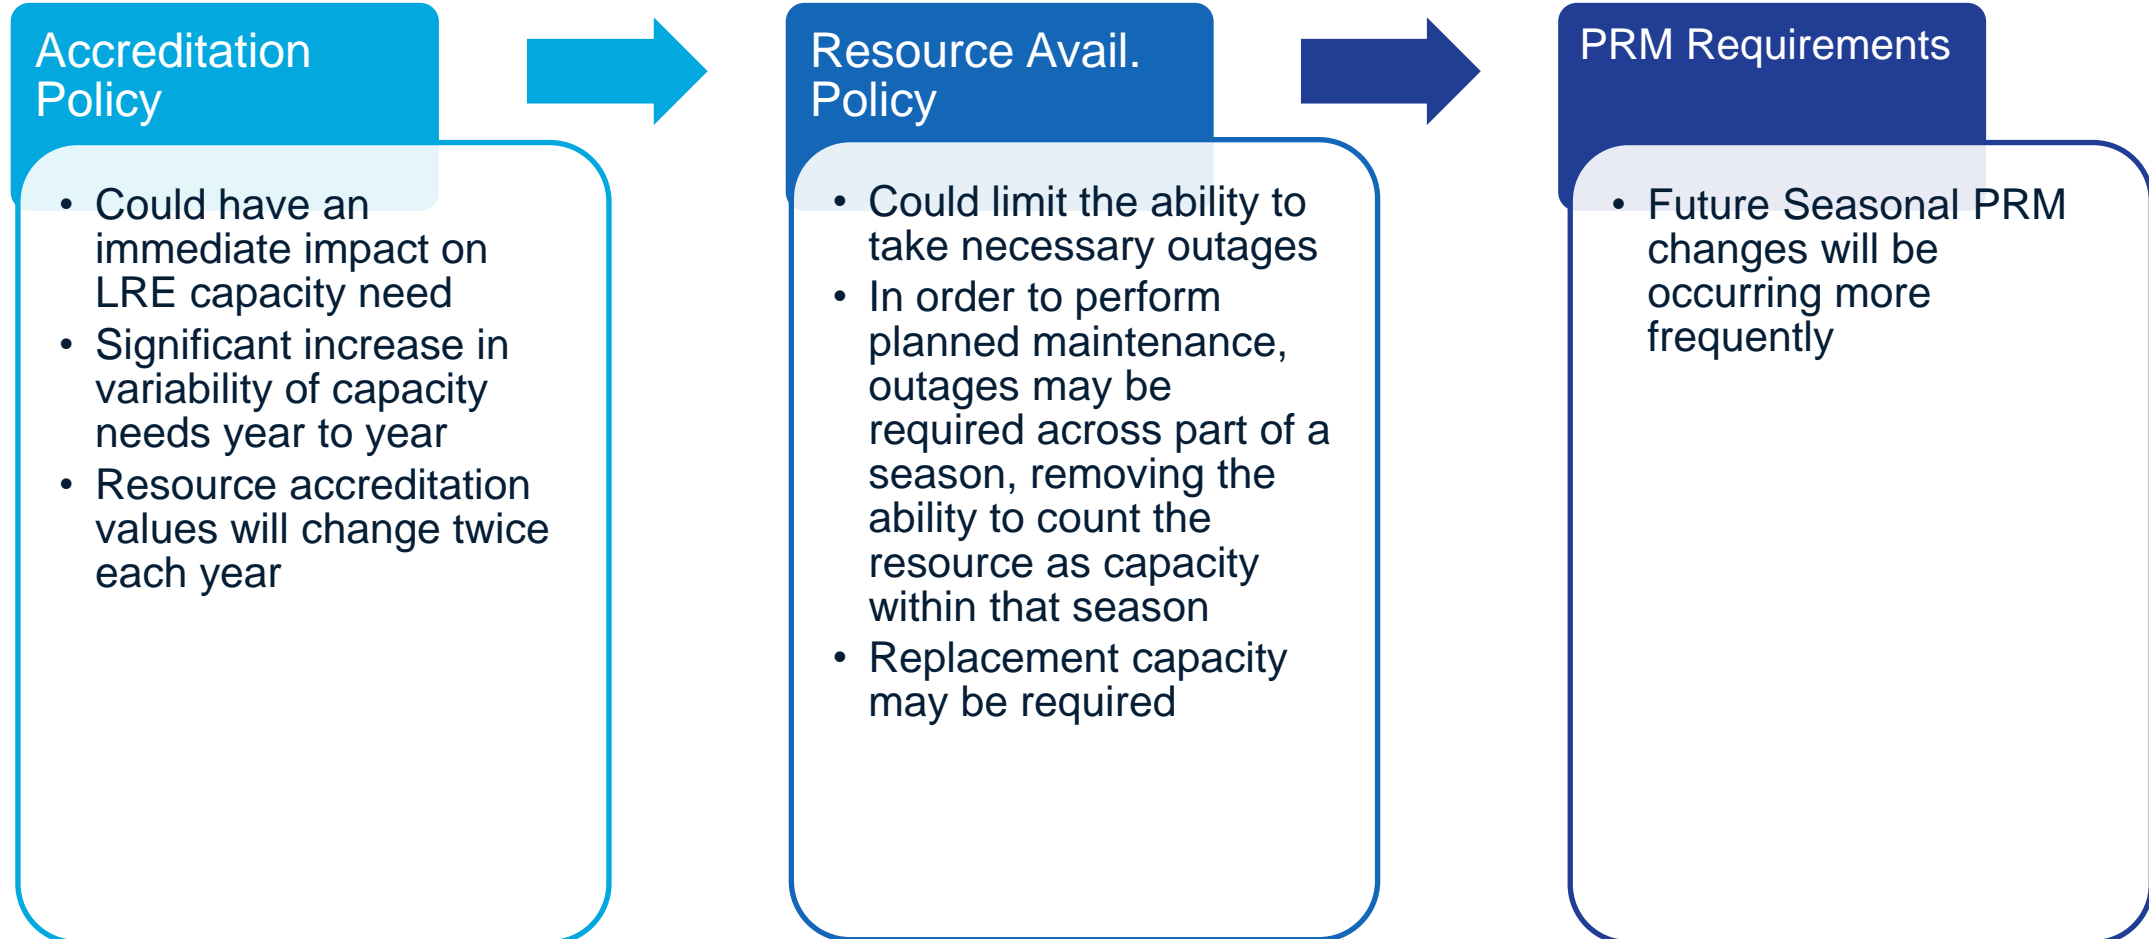 Accreditation
Policy
• Could have an
immediate impact on
LRE capacity need
• Significant increase in
variability of capacity
needs year to year
• Resource accreditation
values will change twice
each year
Resource Avail.
Policy
• Could limit the ability to
take necessary outages
• In order to perform
planned maintenance,
outages may be
required across part of a
season, removing the
ability to count the
resource as capacity
within that season
• Replacement capacity
may be required
PRM Requirements
• Future Seasonal PRM
changes will be
occurring more
frequently